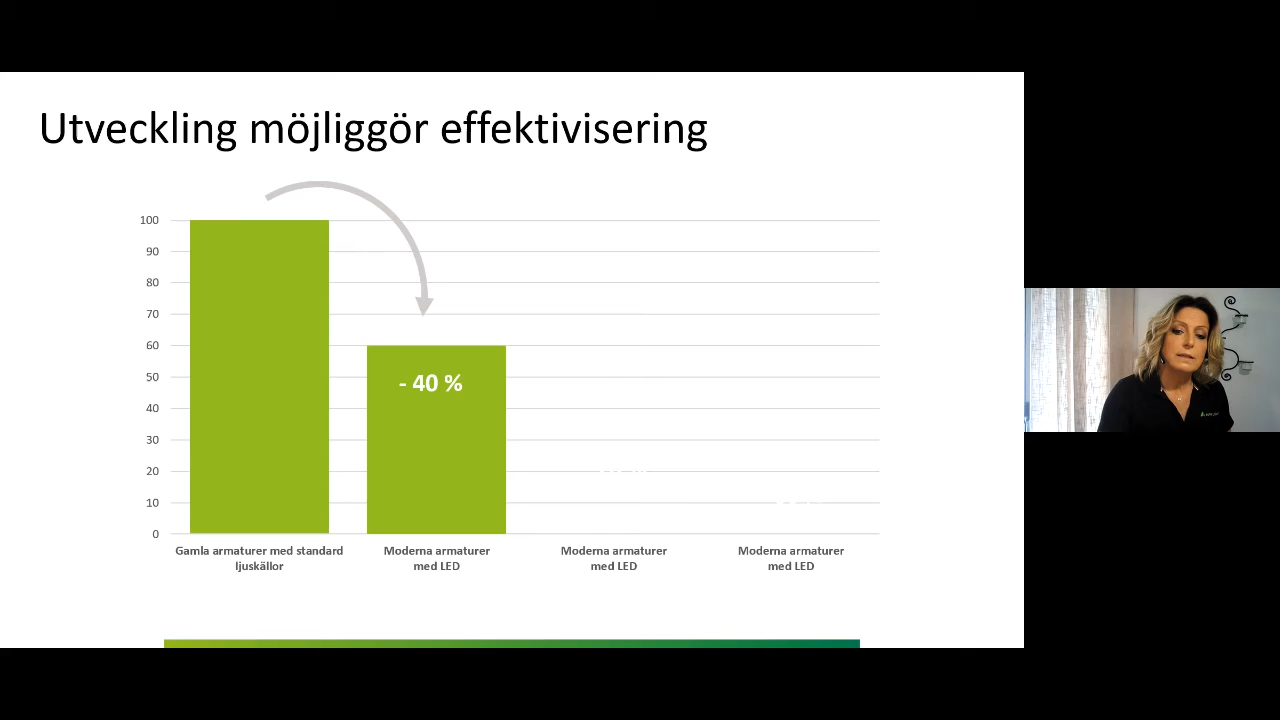 Utveckling möjliggör effektivisering
100
90
80
70
60
50
40
30
20
10
0
- 40 %
Gamla armaturer med standard
ljuskällor
Moderna armaturer
med LED
Moderna armaturer
med LED
Moderna armaturer
med LED